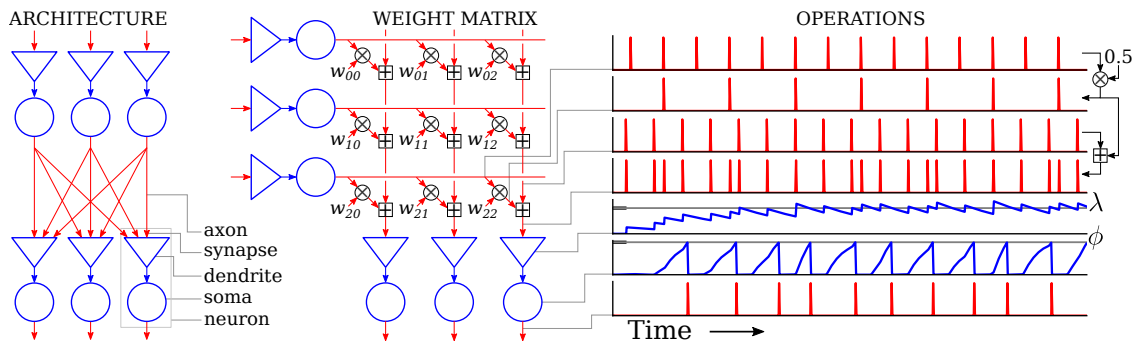 ARCHITECTURE
WEIGHT MATRIX
OPERATIONS
0.5
w00 w01 w02
w10 w11 w12
w20 w21 w22
λ
ϕ
axon
synapse
dendrite
soma
neuron
Time